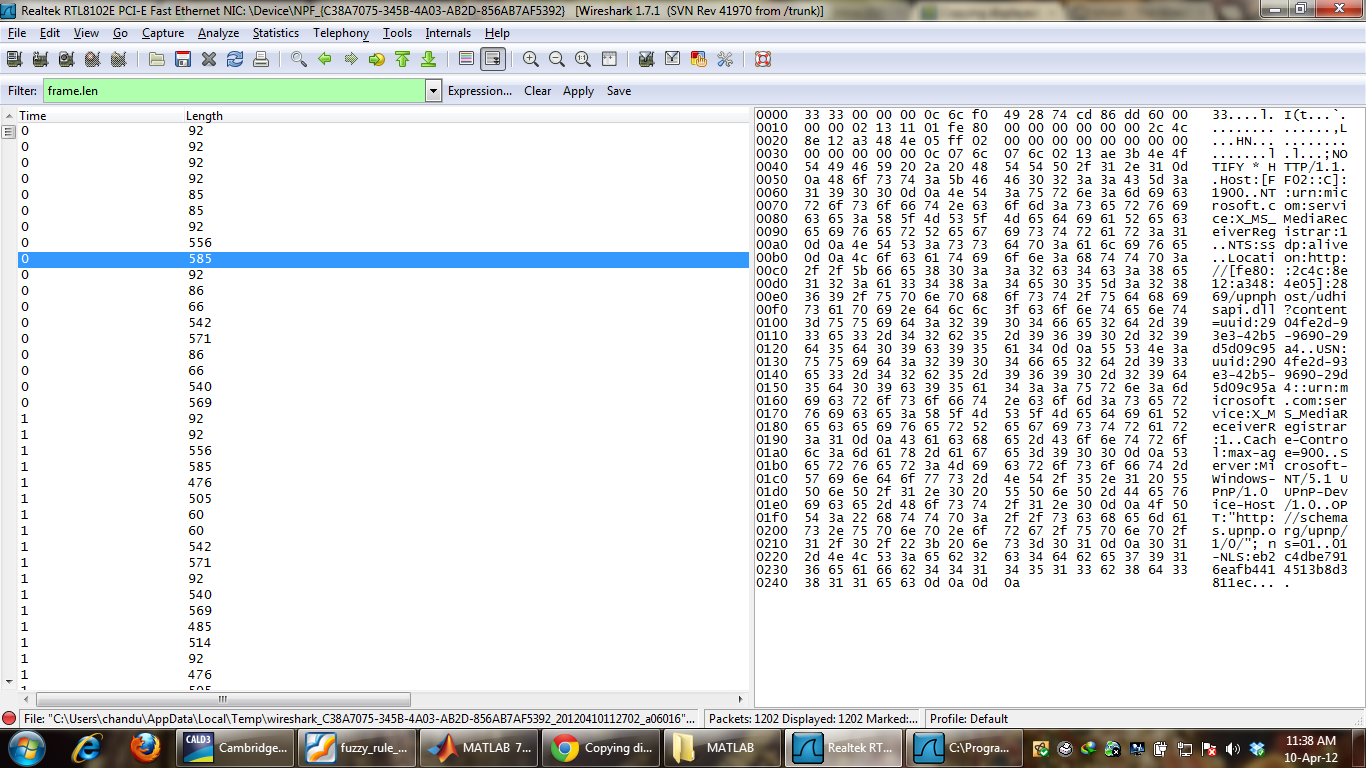 Realtek RTL8102E PCI-E Fast Ethernet NIC: \Device\NPF_{C38A7075-345B-4A03-AB2D-856AB7AF5392} [Wireshark 1.7.1 (SVN Rev 41970 from /trunk)]
File Edit View Go Capture Analyze Statistics Telephony Tools Internals Help
Filter: frame.len Expression... Clear Apply Save
Time Length
0 92
0 92
0 92
0 92
0 85
0 85
0 92
0 556
0 585
0 92
0 86
0 66
0 542
0 571
0 86
0 66
0 540
0 569
1 92
1 92
1 556
1 585
1 476
1 505
1 60
1 60
1 542
1 571
1 92
1 540
1 569
1 485
1 514
1 92
1 476
1 505
0000 33 33 00 00 00 0c 6c f0 49 28 74 cd 86 dd 60 00 33....l. I(t...`.
0010 00 00 02 13 11 01 fe 80 00 00 00 00 00 00 2c 4c ........ ......,L
0020 8e 12 a3 48 4e 05 ff 02 00 00 00 00 00 00 00 00 ...HN... ........
0030 00 00 00 00 00 0c 07 6c 07 6c 02 13 ae 3b 4e 4f .......l .l...;NO
0040 54 49 46 59 20 2a 20 48 54 54 50 2f 31 2e 31 0d TIFY * H TTP/1.1.
0050 0a 48 6f 73 74 3a 5b 46 46 30 32 3a 3a 43 5d 3a .Host:[F F02::C]:
0060 31 39 30 30 0d 0a 4e 54 3a 75 72 6e 3a 6d 69 63 1900..NT :urn:mic
0070 72 6f 73 6f 66 74 2e 63 6f 6d 3a 73 65 72 76 69 rosoft.c om:servi
0080 63 65 3a 58 5f 4d 53 5f 4d 65 64 69 61 52 65 63 ce:X_MS_ MediaRec
0090 65 69 76 65 72 52 65 67 69 73 74 72 61 72 3a 31 eiverReg istrar:1
00a0 0d 0a 4e 54 53 3a 73 73 64 70 3a 61 6c 69 76 65 ..NTS:ss dp:alive
00b0 0d 0a 4c 6f 63 61 74 69 6f 6e 3a 68 74 74 70 3a ..Locati on:http:
00c0 2f 2f 5b 66 65 38 30 3a 3a 32 63 34 63 3a 38 65 //[fe80: :2c4c:8e
00d0 31 32 3a 61 33 34 38 3a 34 65 30 35 5d 3a 32 38 12:a348: 4e05]:28
00e0 36 39 2f 75 70 6e 70 68 6f 73 74 2f 75 64 68 69 69/upnph ost/udhi
00f0 73 61 70 69 2e 64 6c 6c 3f 63 6f 6e 74 65 6e 74 sapi.dll ?content
0100 3d 75 75 69 64 3a 32 39 30 34 66 65 32 64 2d 39 =uuid:29 04fe2d-9
0110 33 65 33 2d 34 32 62 35 2d 39 36 39 30 2d 32 39 3e3-42b5 -9690-29
0120 64 35 64 30 39 63 39 35 61 34 0d 0a 55 53 4e 3a d5d09c95 a4..USN:
0130 75 75 69 64 3a 32 39 30 34 66 65 32 64 2d 39 33 uuid:290 4fe2d-93
0140 65 33 2d 34 32 62 35 2d 39 36 39 30 2d 32 39 64 e3-42b5- 9690-29d
0150 35 64 30 39 63 39 35 61 34 3a 3a 75 72 6e 3a 6d 5d09c95a 4::urn:m
0160 69 63 72 6f 73 6f 66 74 2e 63 6f 6d 3a 73 65 72 icrosoft .com:ser
0170 76 69 63 65 3a 58 5f 4d 53 5f 4d 65 64 69 61 52 vice:X_M S_MediaR
0180 65 63 65 69 76 65 72 52 65 67 69 73 74 72 61 72 eceiverR egistrar
0190 3a 31 0d 0a 43 61 63 68 65 2d 43 6f 6e 74 72 6f :1..Cach e-Contro
01a0 6c 3a 6d 61 78 2d 61 67 65 3d 39 30 30 0d 0a 53 l:max-ag e=900..S
01b0 65 72 76 65 72 3a 4d 69 63 72 6f 73 6f 66 74 2d erver:Mi crosoft-
01c0 57 69 6e 64 6f 77 73 2d 4e 54 2f 35 2e 31 20 55 Windows- NT/5.1 U
01d0 50 6e 50 2f 31 2e 30 20 55 50 6e 50 2d 44 65 76 PnP/1.0 UPnP-Dev
01e0 69 63 65 2d 48 6f 73 74 2f 31 2e 30 0d 0a 4f 50 ice-Host /1.0..OP
01f0 54 3a 22 68 74 74 70 3a 2f 2f 73 63 68 65 6d 61 T:"http: //schema
0200 73 2e 75 70 6e 70 2e 6f 72 67 2f 75 70 6e 70 2f s.upnp.o rg/upnp/
0210 31 2f 30 2f 22 3b 20 6e 73 3d 30 31 0d 0a 30 31 1/0/"; n s=01..01
0220 2d 4e 4c 53 3a 65 62 32 63 34 64 62 65 37 39 31 -NLS:eb2 c4dbe791
0230 36 65 61 66 62 34 34 31 34 35 31 33 62 38 64 33 6eafb441 4513b8d3
0240 38 31 31 65 63 0d 0a 0d 0a 811ec... .
File: "C:\Users\chandu\AppData\Local\Temp\wireshark_C38A7075-345B-4A03-AB2D-856AB7AF5392_20120410112702_a06016"... Packets: 1202 Displayed: 1202 Marked:... Profile: Default
CALD3 Cambridge... fuzzy_rule_... MATLAB 7... Copying di... MATLAB Realtek RT... C:\Progra... 11:38 AM
10-Apr-12